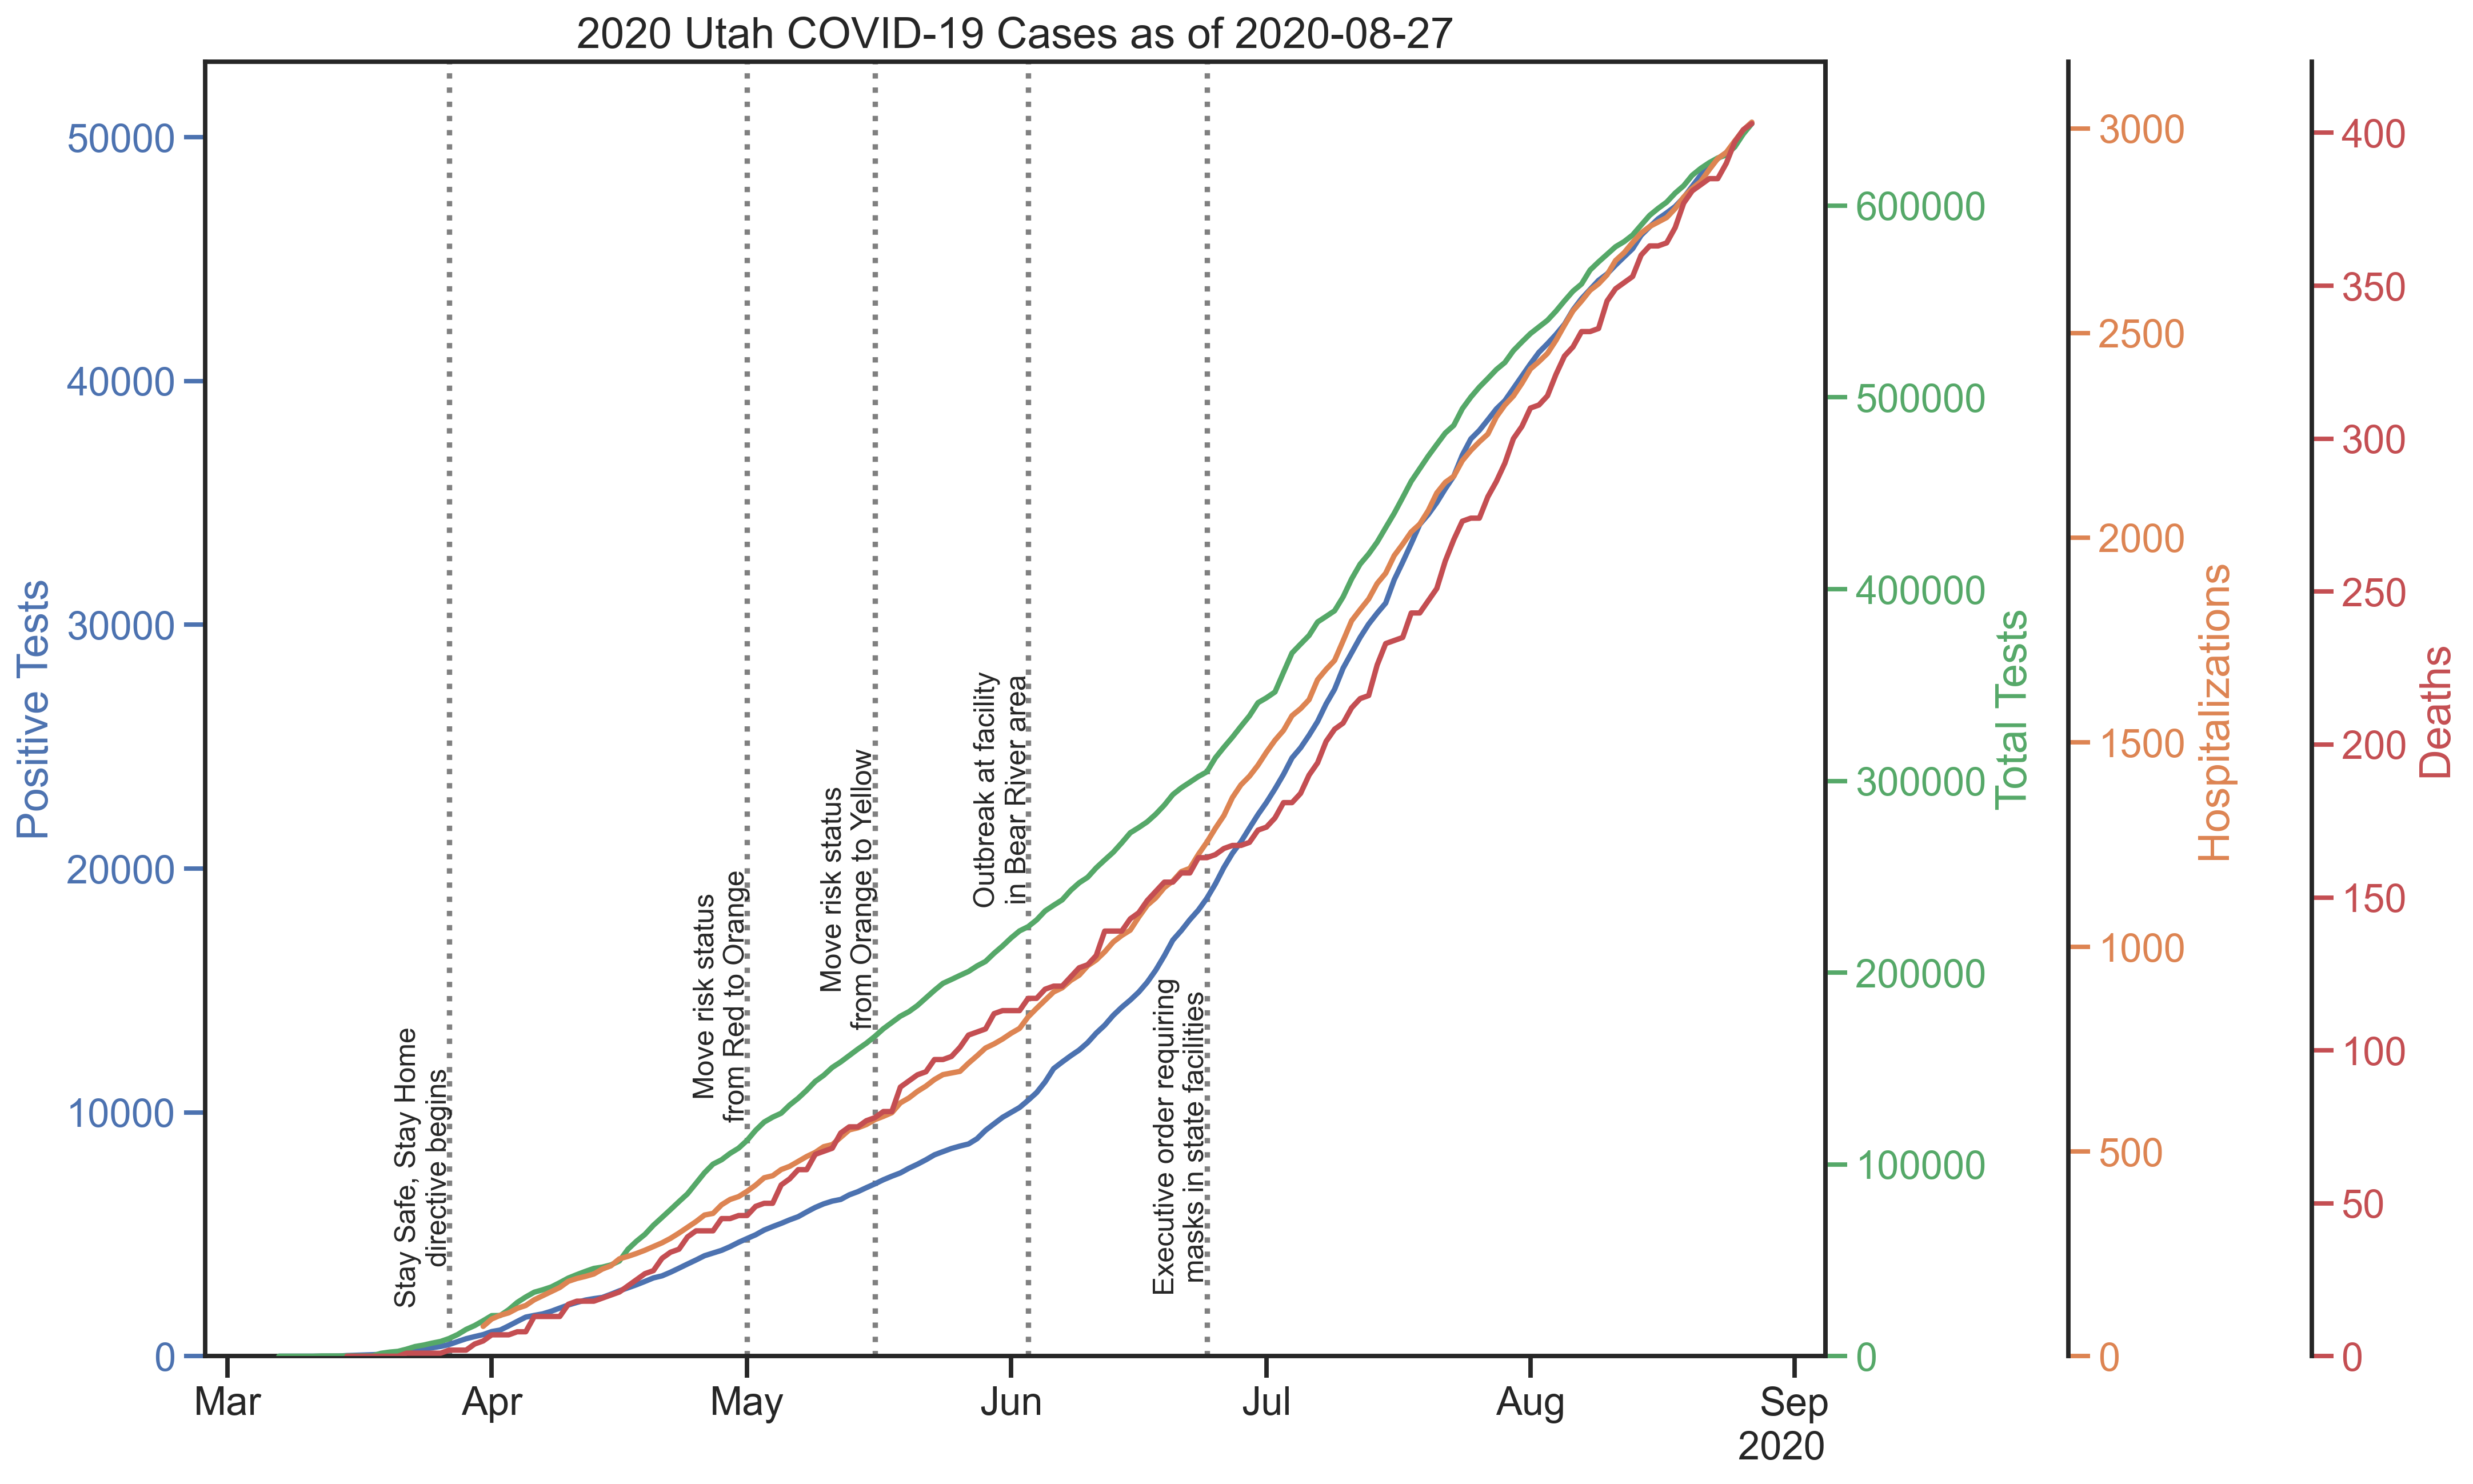 2020 Utah COVID-19 Cases as of 2020-08-27
Positive Tests
50000
40000
30000
20000
10000
0
Stay Safe, Stay Home
directive begins
Move risk status
from Red to Orange
Move risk status
from Orange to Yellow
Outbreak at facility
in Bear River area
Executive order requiring
masks in state facilities
600000
500000
400000
300000
200000
100000
0
Total Tests
3000
2500
2000
1500
1000
500
0
Hospitalizations
400
350
300
250
200
150
100
50
0
Deaths
Mar Apr May Jun Jul Aug Sep
2020